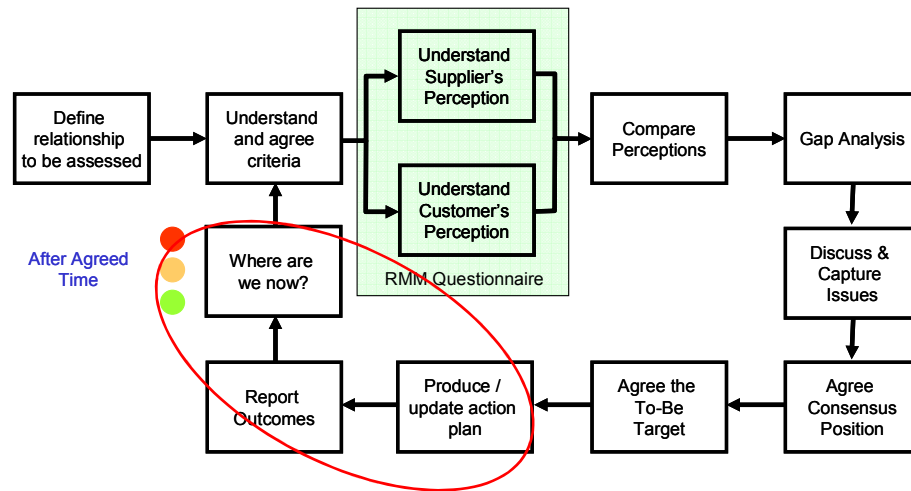 Define
relationship
to be assessed
Understand
and agree
criteria
Understand
Supplier's
Perception
Understand
Customer's
Perception
RMM Questionnaire
Compare
Perceptions
Gap Analysis
Discuss &
Capture
Issues
Agree
Consensus
Position
Agree the
To-Be
Target
Produce /
update action
plan
Report
Outcomes
Where are
we now?
After Agreed
Time